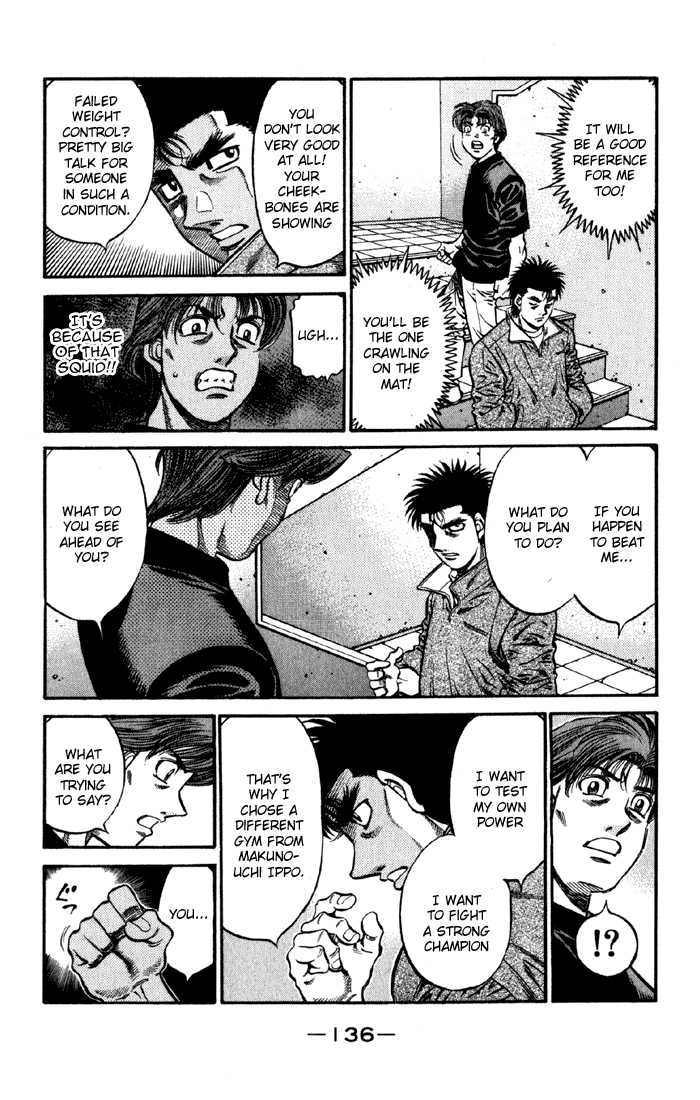 IT WILL
BE A GOOD
REFERENCE
FOR ME
TOO!
YOU'LL BE
THE ONE
CRAWLING
ON THE
MAT!
YOU
DON'T LOOK
VERY GOOD
AT ALL!
YOUR
CHEEK-
BONES ARE
SHOWING
FAILED
WEIGHT
CONTROL?
PRETTY BIG
TALK FOR
SOMEONE
IN SUCH A
CONDITION.
UGH...
IT'S
BECAUSE
OF THAT
SQUID!!
IF YOU
HAPPEN
TO BEAT
ME...
WHAT DO
YOU PLAN
TO DO?
WHAT DO
YOU SEE
AHEAD OF
YOU?
!?
I WANT
TO TEST
MY OWN
POWER
I WANT
TO FIGHT
A STRONG
CHAMPION
THAT'S
WHY I
CHOSE A
DIFFERENT
GYM FROM
MAKUNO-
UCHI IPPO.
WHAT
ARE YOU
TRYING
TO SAY?
YOU...
グッ
—136—